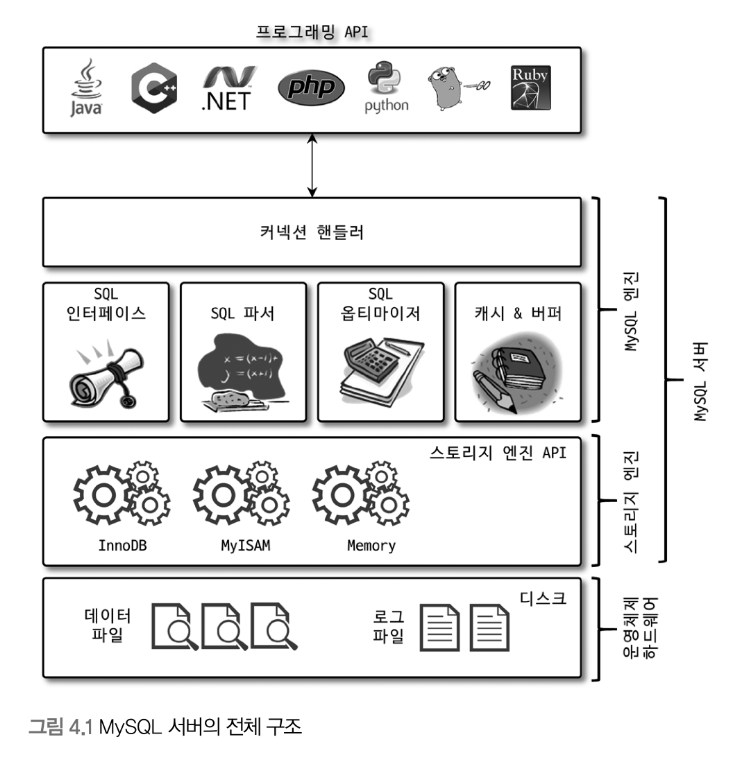 프로그래밍 API
Java
C++
.NET
php
python
GO
Ruby
커넥션 핸들러
SQL
인터페이스
SQL 파서
x = (x-1)+
y = (x+1)
SQL
옵티마이저
캐시 & 버퍼
MySQL 엔진
MySQL 서버
스토리지 엔진 API
InnoDB
MyISAM
Memory
스토리지 엔진
디스크
데이터
파일
로그
파일
운영체제
하드웨어
그림 4.1 MySQL 서버의 전체 구조